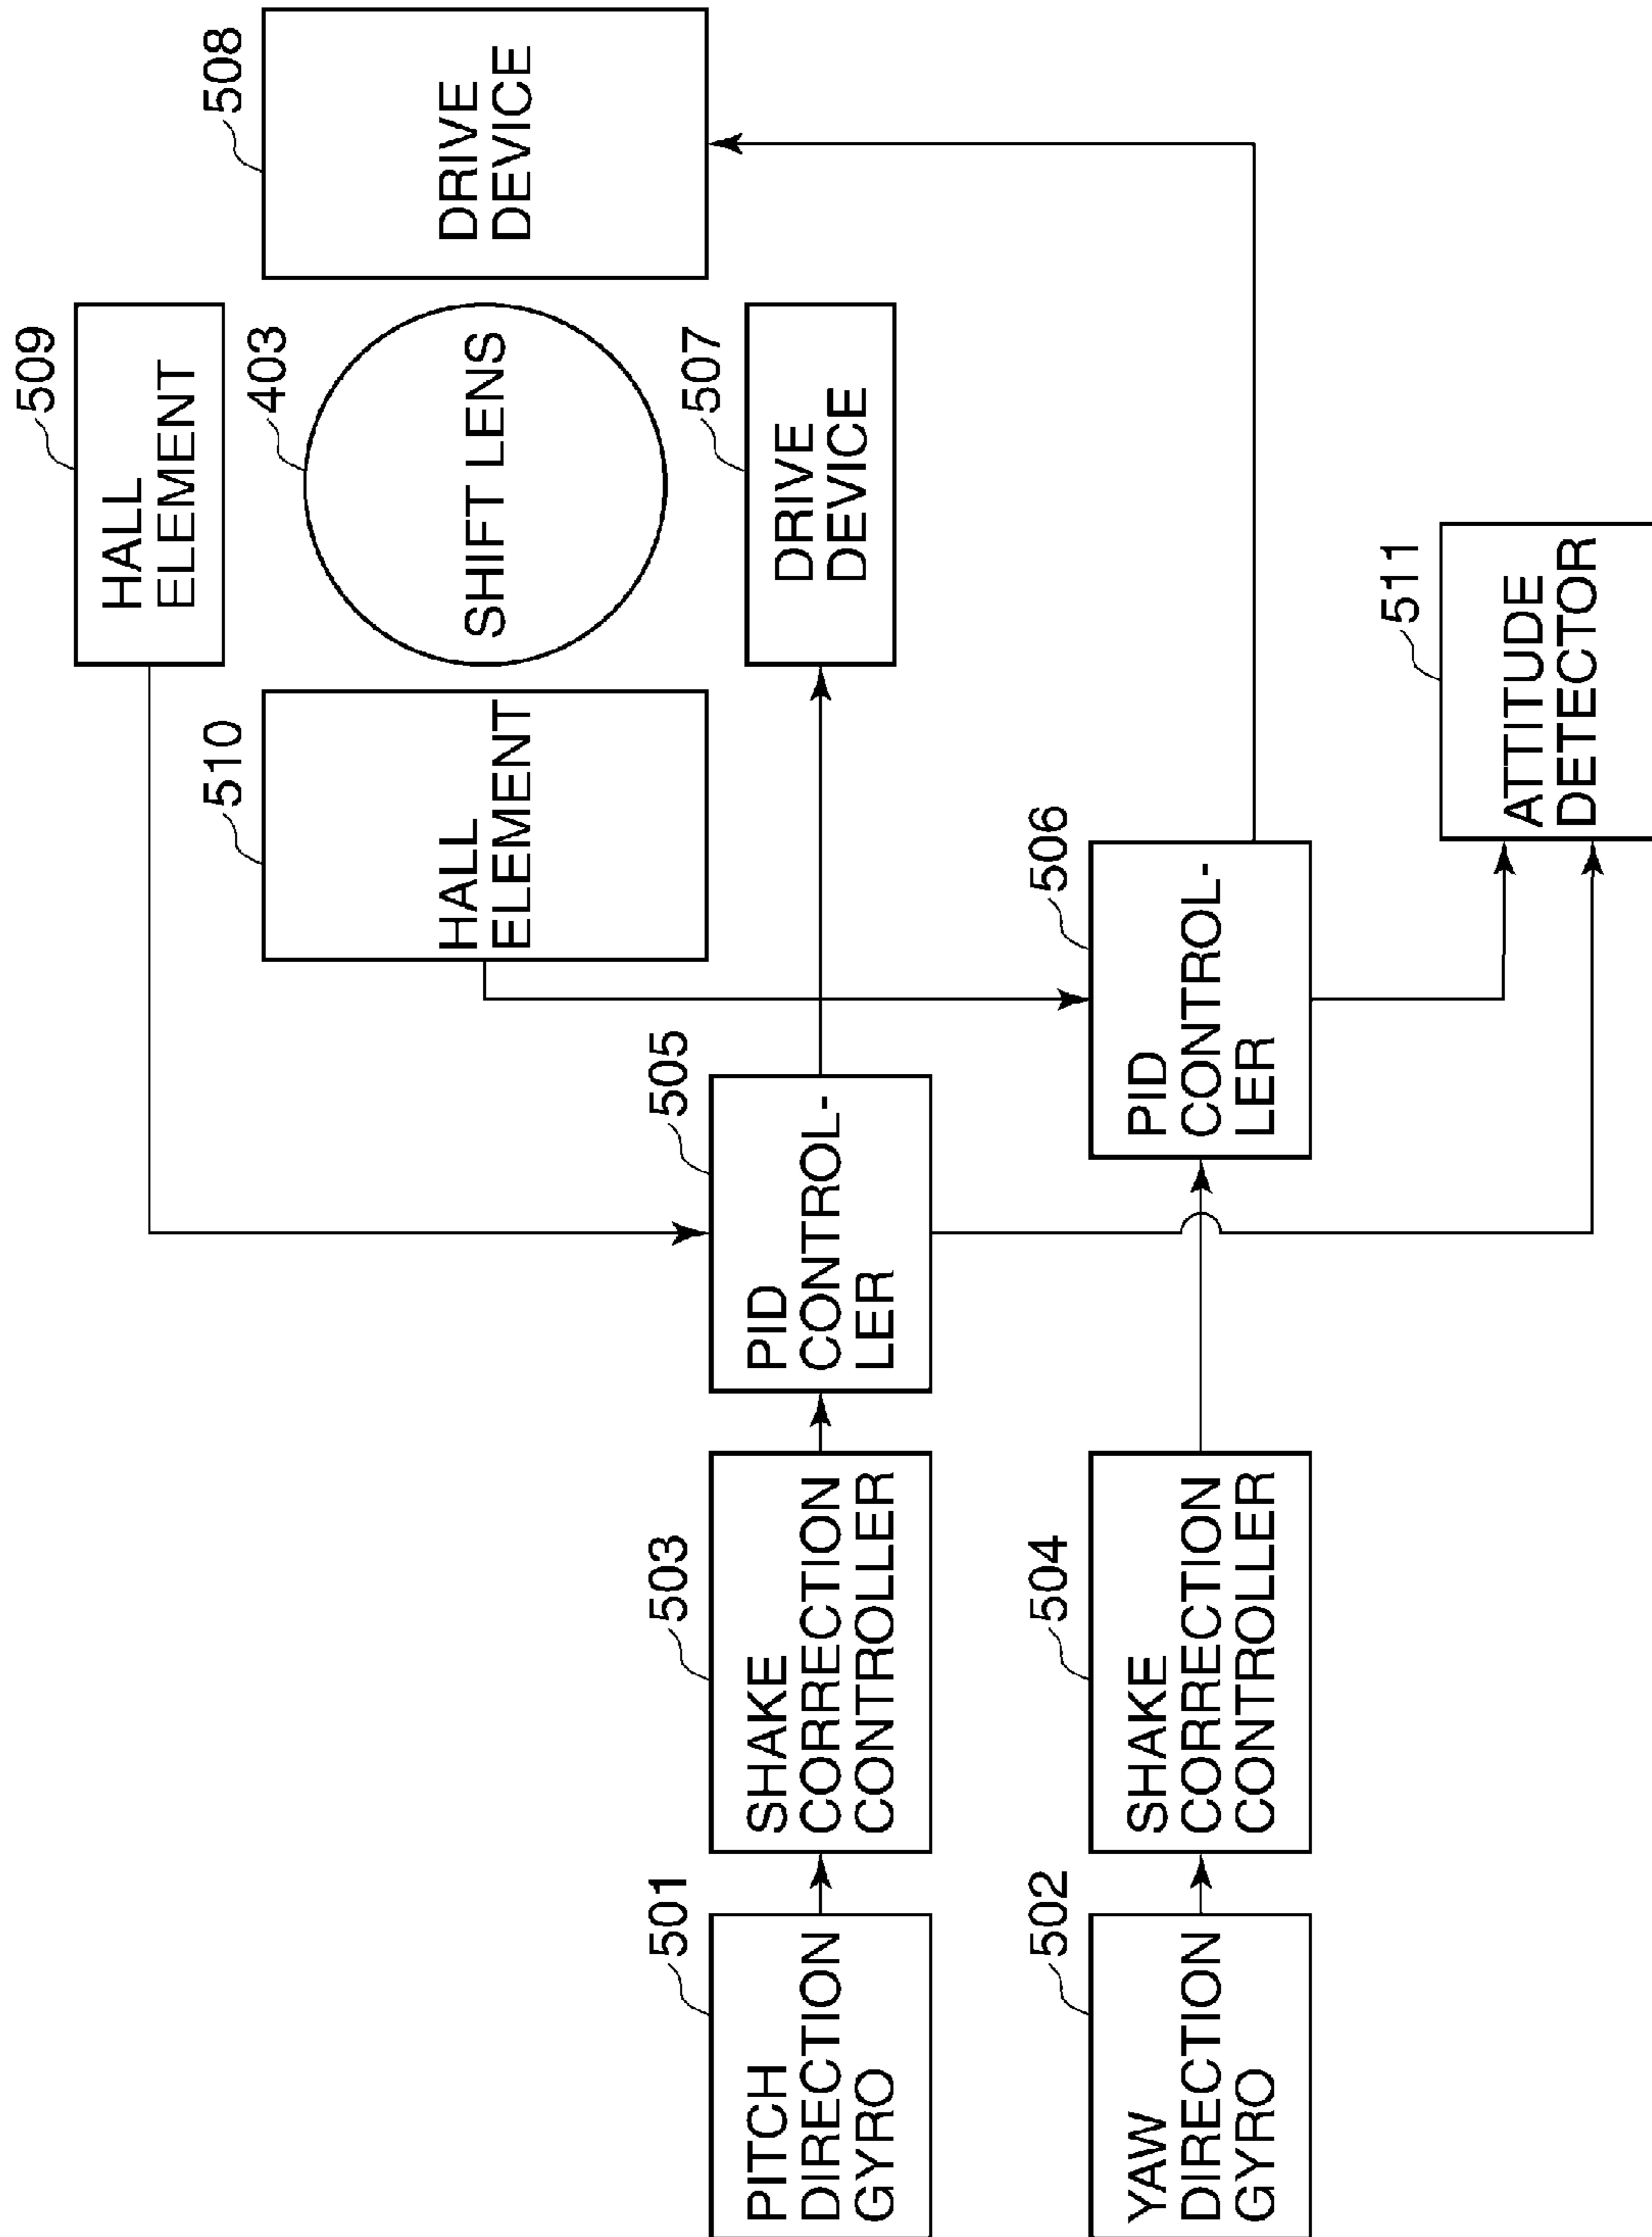 509
HALL
ELEMENT
508
DRIVE
DEVICE
403
SHIFT LENS
510
HALL
ELEMENT
507
DRIVE
DEVICE
501
PITCH
DIRECTION
GYRO
503
SHAKE
CORRECTION
CONTROLLER
505
PID
CONTROL-
LER
502
YAW
DIRECTION
GYRO
504
SHAKE
CORRECTION
CONTROLLER
506
PID
CONTROL-
LER
511
ATTITUDE
DETECTOR